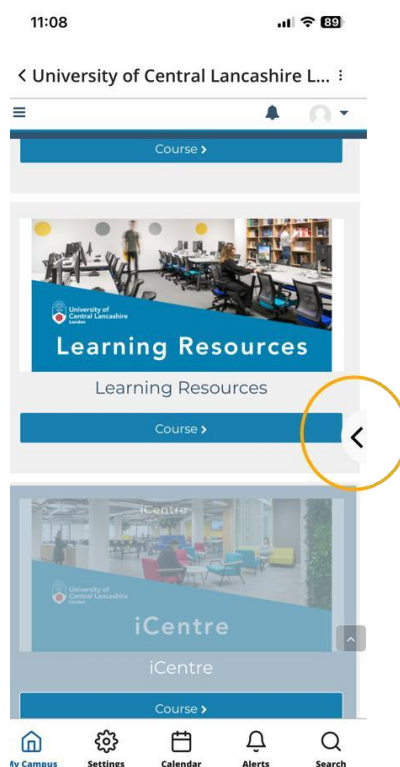 11:08
89
University of Central Lancashire L...
Course
University of
Central Lancashire
London
Learning Resources
Learning Resources
Course
iCentre
University of
Central Lancashire
London
iCentre
iCentre
Course
My Campus
Settings
Calendar
Alerts
Search